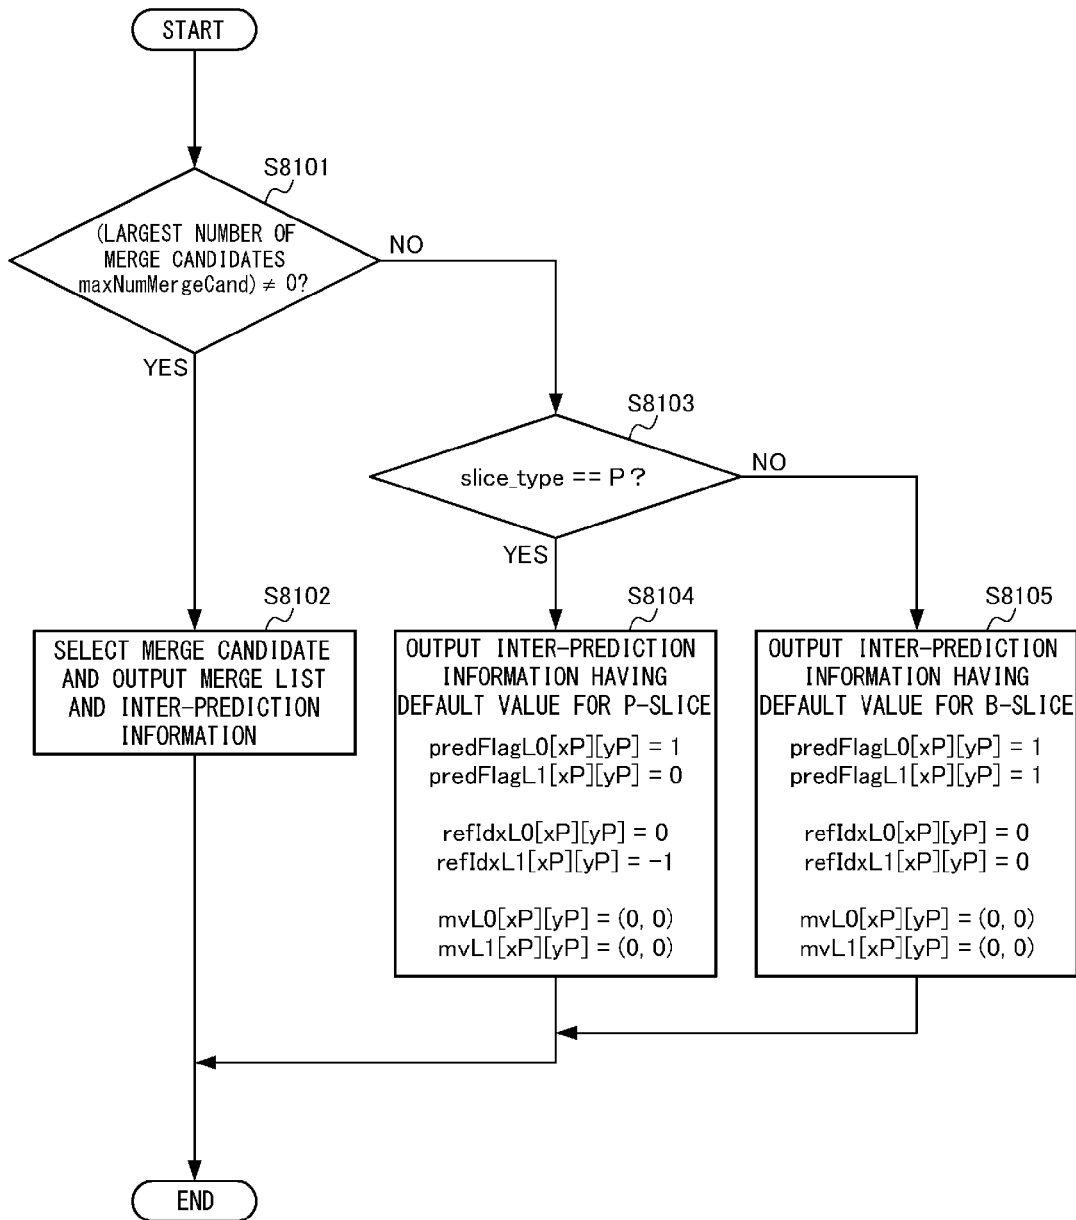 START
S8101
(LARGEST NUMBER OF
MERGE CANDIDATES
maxNumMergeCand) ≠ 0?
NO
YES
S8103
slice_type == P ?
NO
YES
S8102
SELECT MERGE CANDIDATE
AND OUTPUT MERGE LIST
AND INTER-PREDICTION
INFORMATION
S8104
OUTPUT INTER-PREDICTION
INFORMATION HAVING
DEFAULT VALUE FOR P-SLICE
predFlagL0[xP][yP] = 1
predFlagL1[xP][yP] = 0
refIdxL0[xP][yP] = 0
refIdxL1[xP][yP] = -1
mvL0[xP][yP] = (0, 0)
mvL1[xP][yP] = (0, 0)
S8105
OUTPUT INTER-PREDICTION
INFORMATION HAVING
DEFAULT VALUE FOR B-SLICE
predFlagL0[xP][yP] = 1
predFlagL1[xP][yP] = 1
refIdxL0[xP][yP] = 0
refIdxL1[xP][yP] = 0
mvL0[xP][yP] = (0, 0)
mvL1[xP][yP] = (0, 0)
END